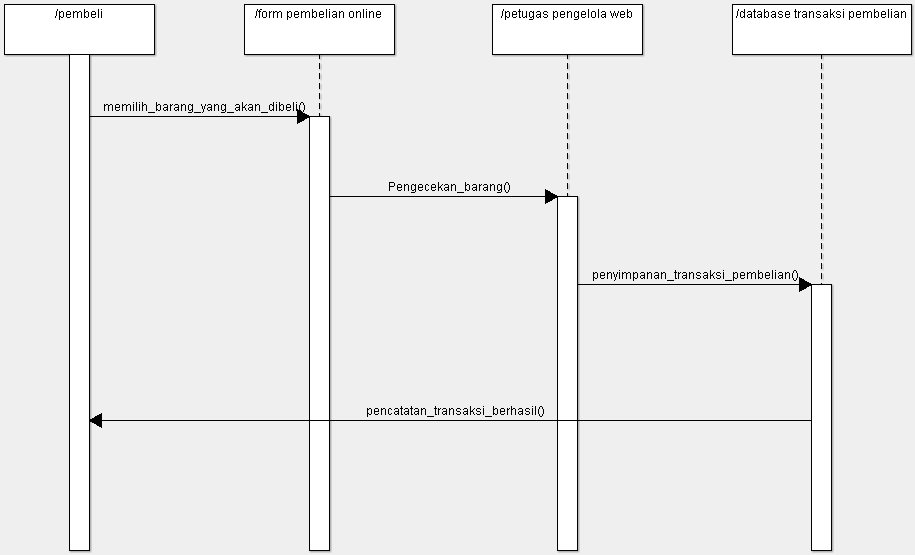 /pembeli
/form pembelian online
/petugas pengelola web
/database transaksi pembelian
memilih_barang_yang_akan_dibeli()
Pengecekan_barang()
penyimpanan_transaksi_pembelian()
pencatatan_transaksi_berhasil()